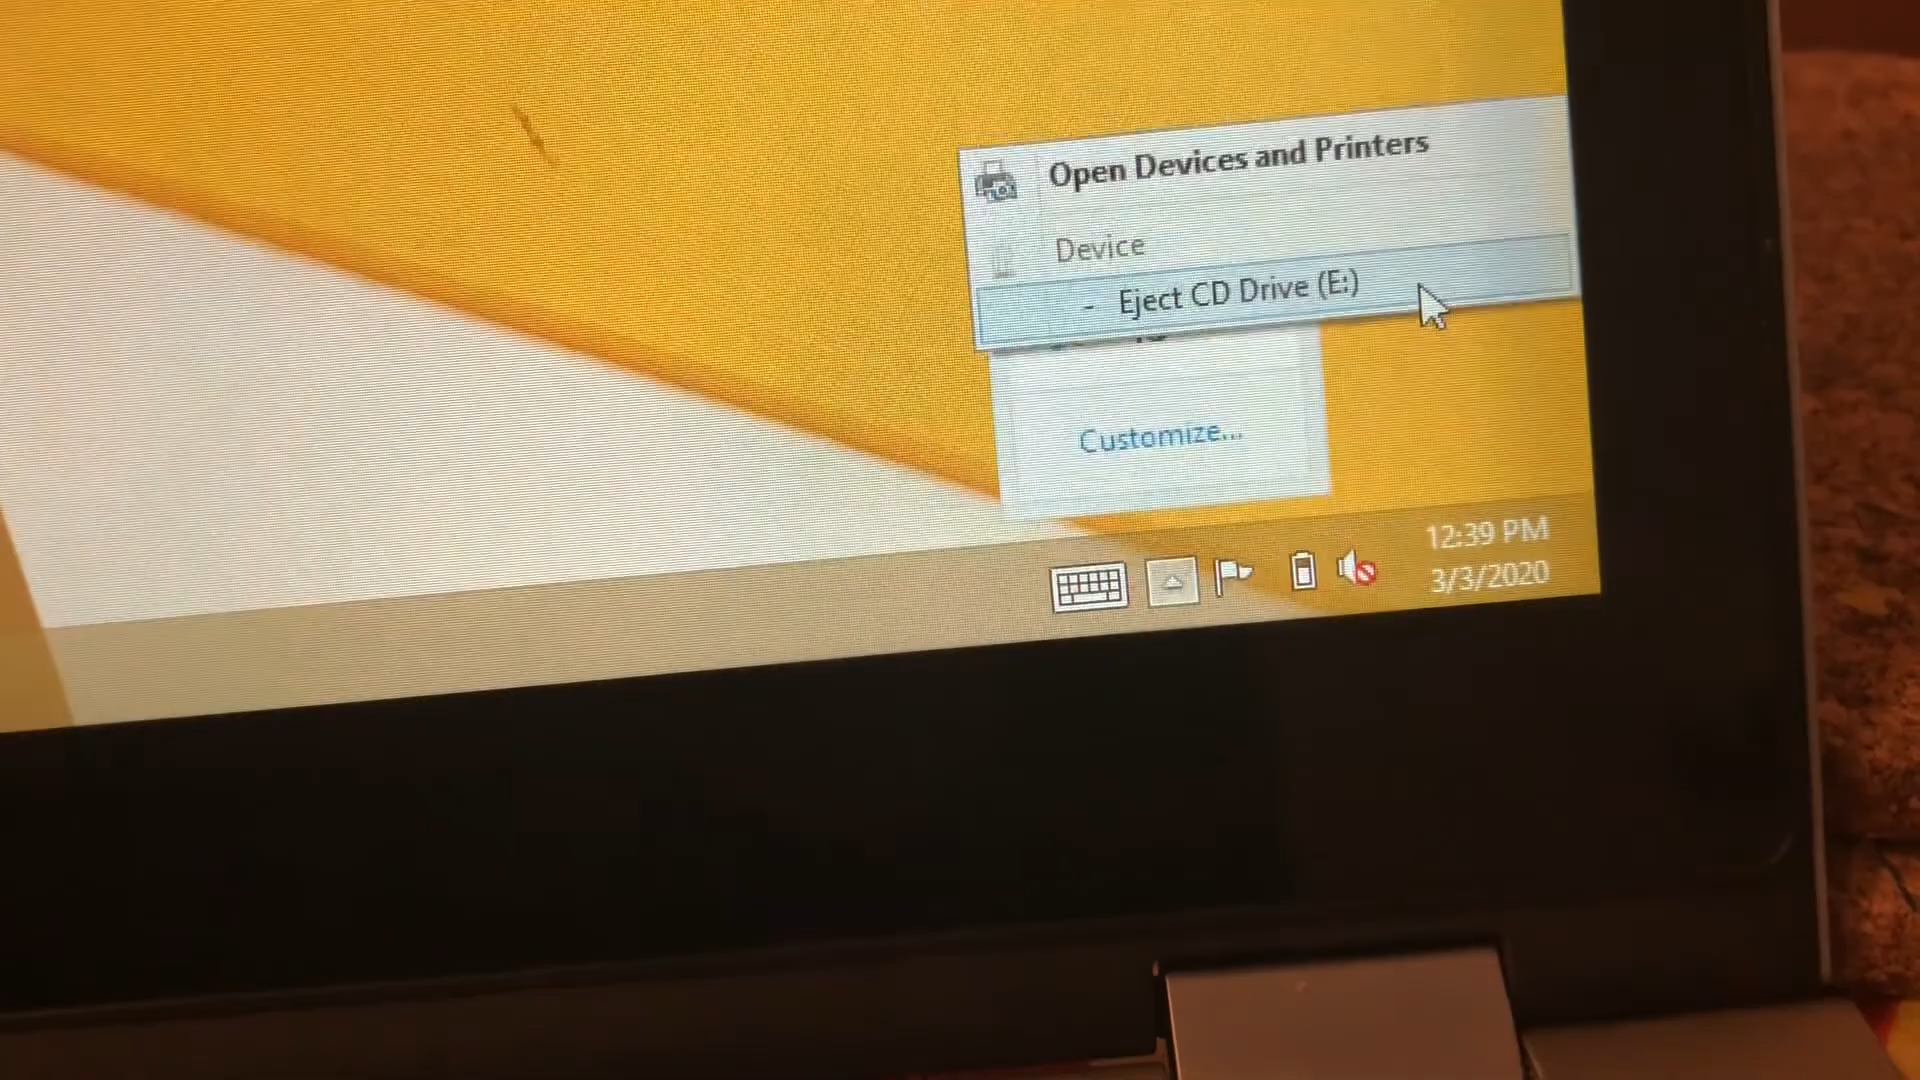 Open Devices and Printers
Device
- Eject CD Drive (E:)
Customize...
12:39 PM
3/3/2020